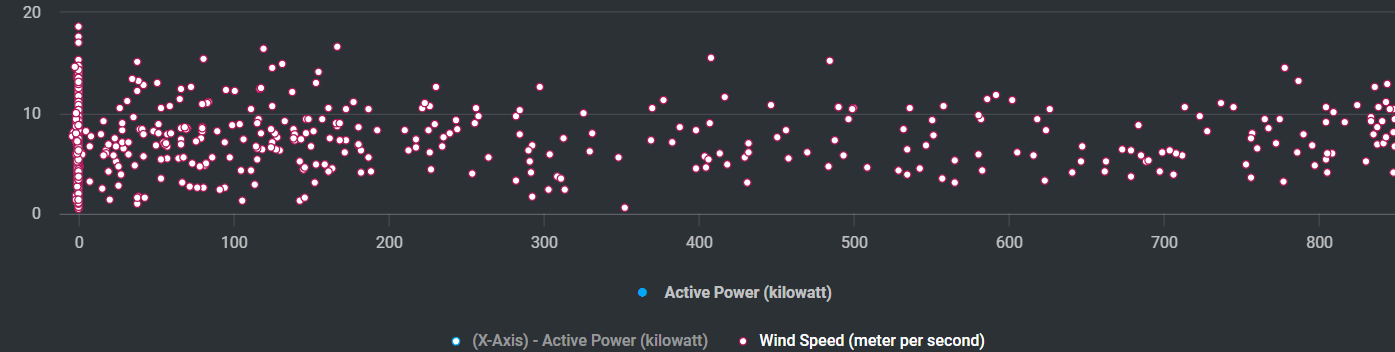 20
10
0
0 100 200 300 400 500 600 700 800
Active Power (kilowatt)
(X-Axis) - Active Power (kilowatt) Wind Speed (meter per second)